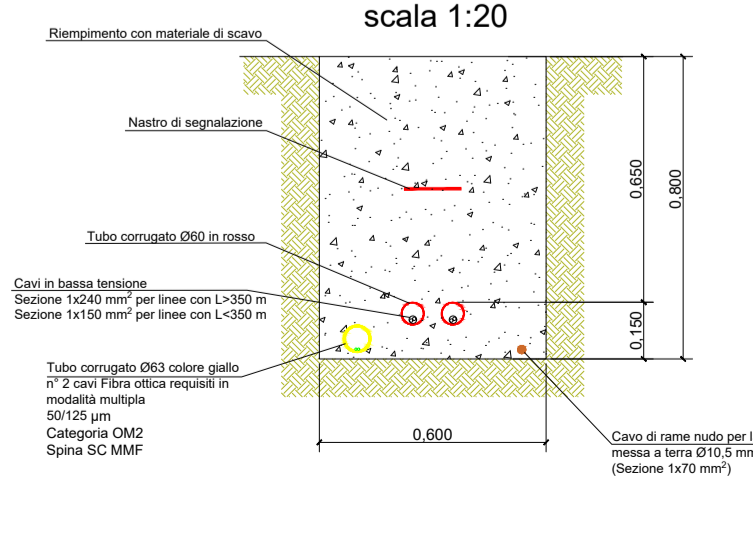 scala 1:20
Riempimento con materiale di scavo
Nastro di segnalazione
Tubo corrugato Ø60 in rosso
Cavi in bassa tensione
Sezione 1x240 mm² per linee con L>350 m
Sezione 1x150 mm² per linee con L<350 m
Tubo corrugato Ø63 colore giallo
n° 2 cavi Fibra ottica requisiti in
modalità multipla
50/125 µm
Categoria OM2
Spina SC MMF
0,650
0,800
0,150
0,600
Cavo di rame nudo per l
messa a terra Ø10,5 mm
(Sezione 1x70 mm²)